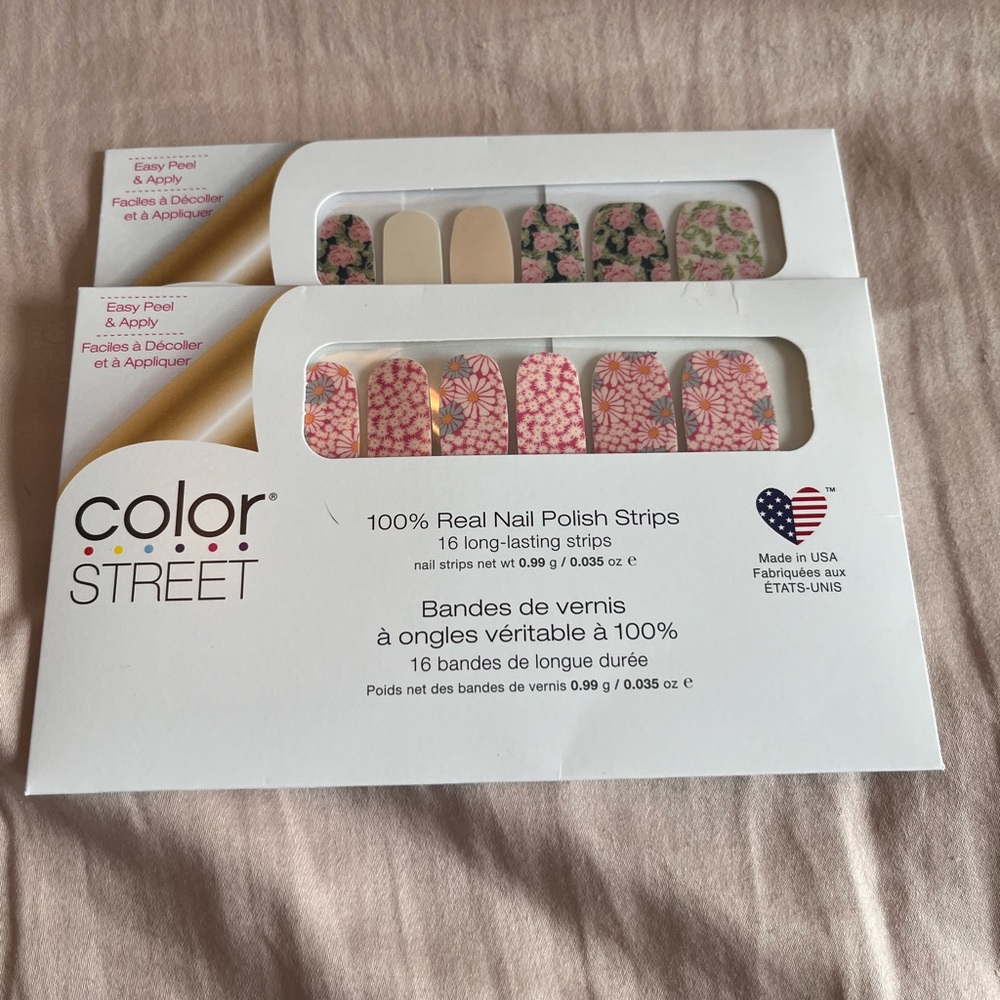 Easy Peel
& Apply
Faciles à Décoller
et à Appliquer
Easy Peel
& Apply
Faciles à Décoller
et à Appliquer
color®
STREET
100% Real Nail Polish Strips
16 long-lasting strips
nail strips net wt 0.99 g / 0.035 oz ℮
Bandes de vernis
à ongles véritable à 100%
16 bandes de longue durée
Poids net des bandes de vernis 0.99 g / 0.035 oz ℮
™
Made in USA
Fabriquées aux
ÉTATS-UNIS